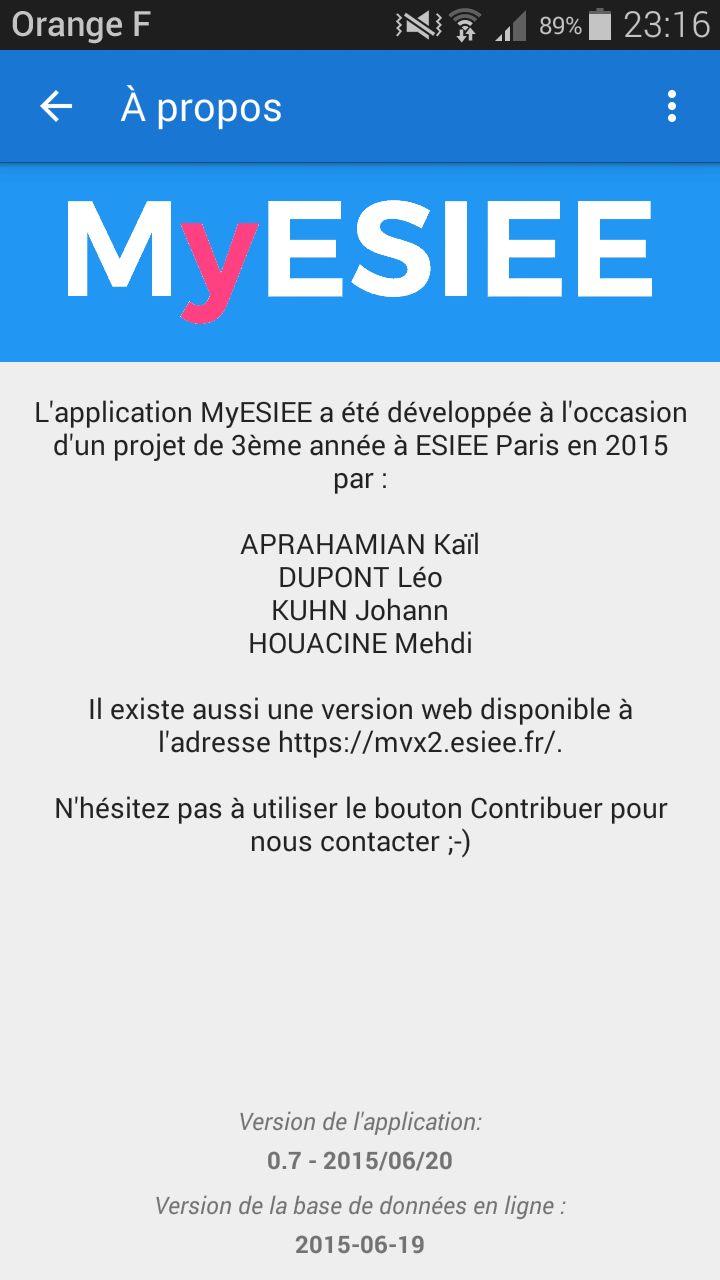 Orange F 89% 23:16
À propos
MyESIEE
L'application MyESIEE a été développée à l'occasion
d'un projet de 3ème année à ESIEE Paris en 2015
par :
APRAHAMIAN Kaïl
DUPONT Léo
KUHN Johann
HOUACINE Mehdi
Il existe aussi une version web disponible à
l'adresse https://mvx2.esiee.fr/.
N'hésitez pas à utiliser le bouton Contribuer pour
nous contacter ;-)
Version de l'application:
0.7 - 2015/06/20
Version de la base de données en ligne :
2015-06-19